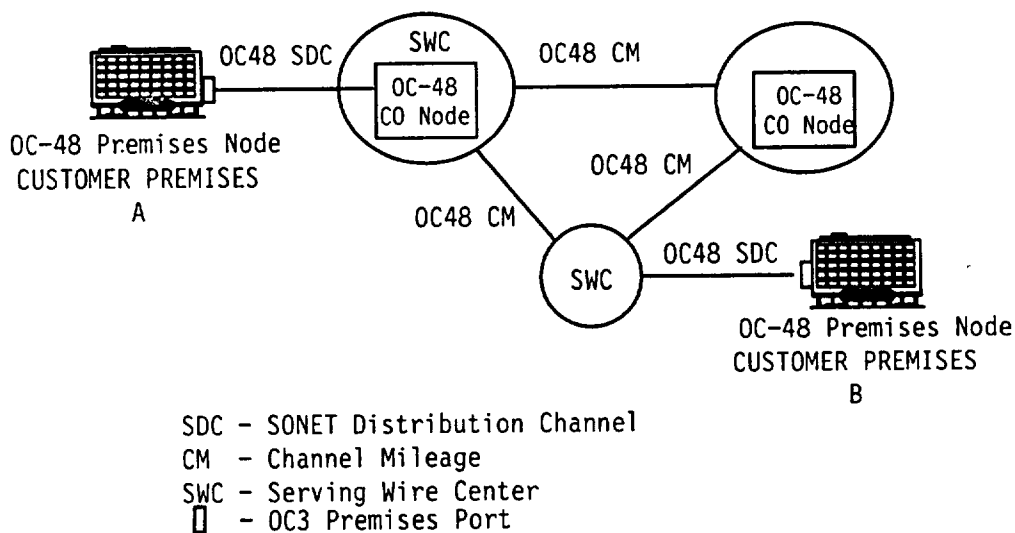 OC48 SDC
SWC
OC-48
CO Node
OC48 CM
OC-48
CO Node
OC-48 Premises Node
CUSTOMER PREMISES
A
OC48 CM
OC48 CM
SWC
OC48 SDC
OC-48 Premises Node
CUSTOMER PREMISES
B
SDC - SONET Distribution Channel
CM - Channel Mileage
SWC - Serving Wire Center
- OC3 Premises Port